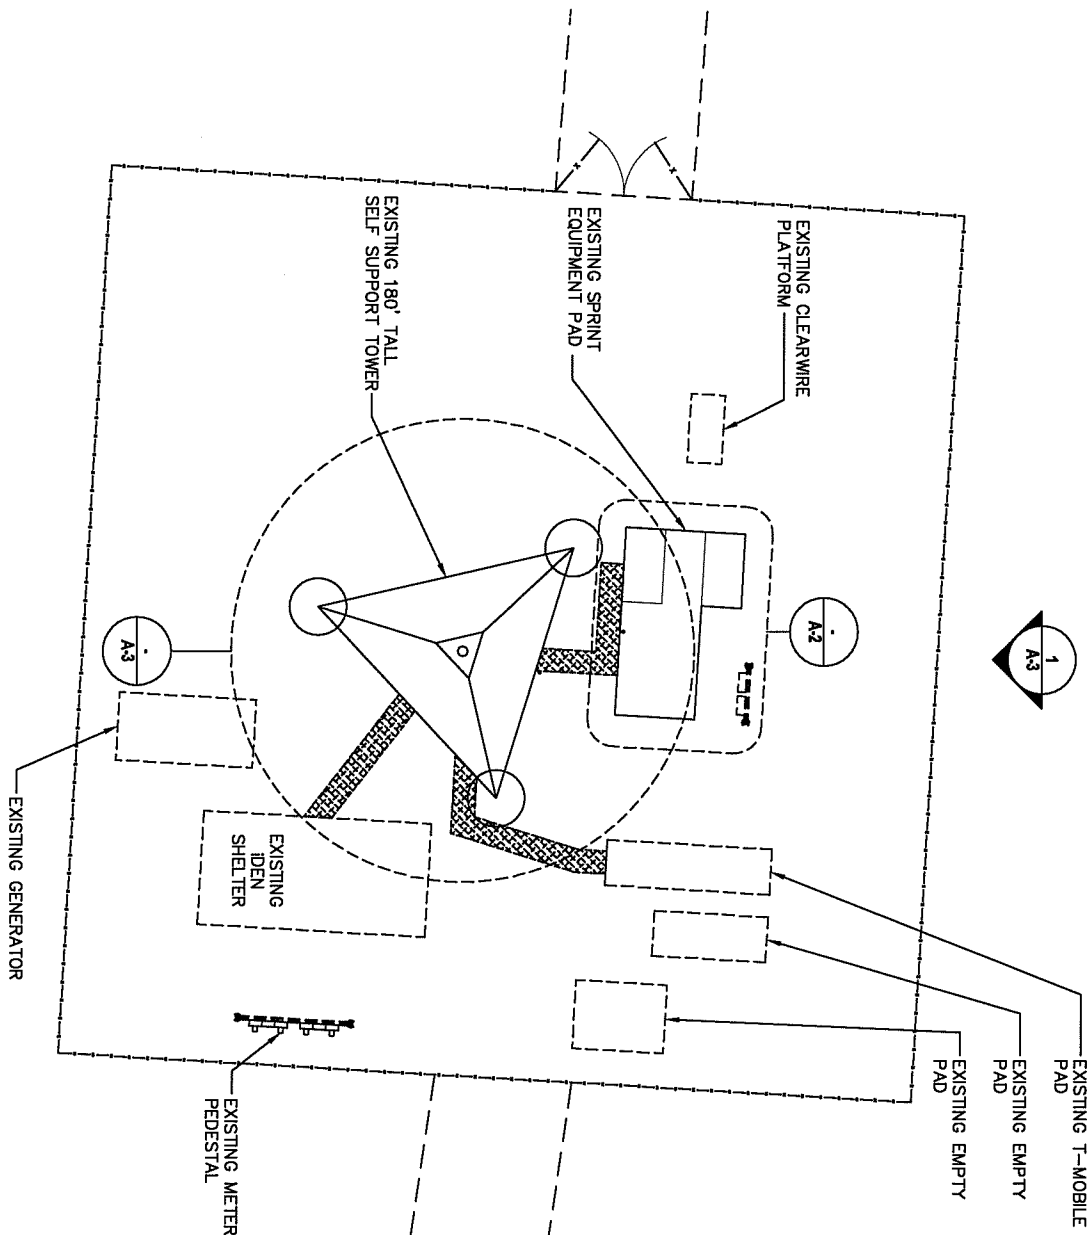 EXISTING T-MOBILE
PAD
1
A-3
EXISTING EMPTY
PAD
EXISTING EMPTY
PAD
A-2
EXISTING CLEARWIRE
PLATFORM
x
x
EXISTING SPRINT
EQUIPMENT PAD
EXISTING 180' TALL
SELF SUPPORT TOWER
EXISTING
iDEN
SHELTER
EXISTING METER
PEDESTAL
A-3
EXISTING GENERATOR